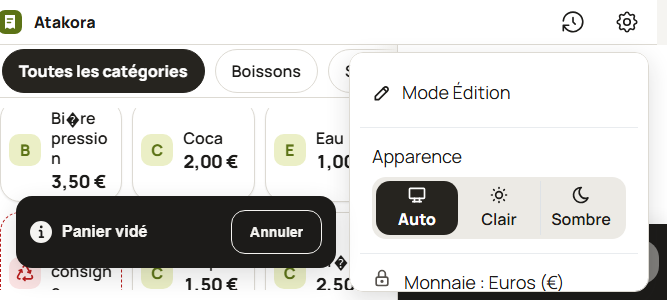 Atakora
Toutes les catégories
Boissons
Mode Édition
B
Bi�re
pressio
n
3,50 €
C
Coca
2,00 €
E
Eau
1,00
Apparence
Auto
Clair
Sombre
Panier vidé
Annuler
consign
C
1,50 €
C
2,50
Monnaie : Euros (€)